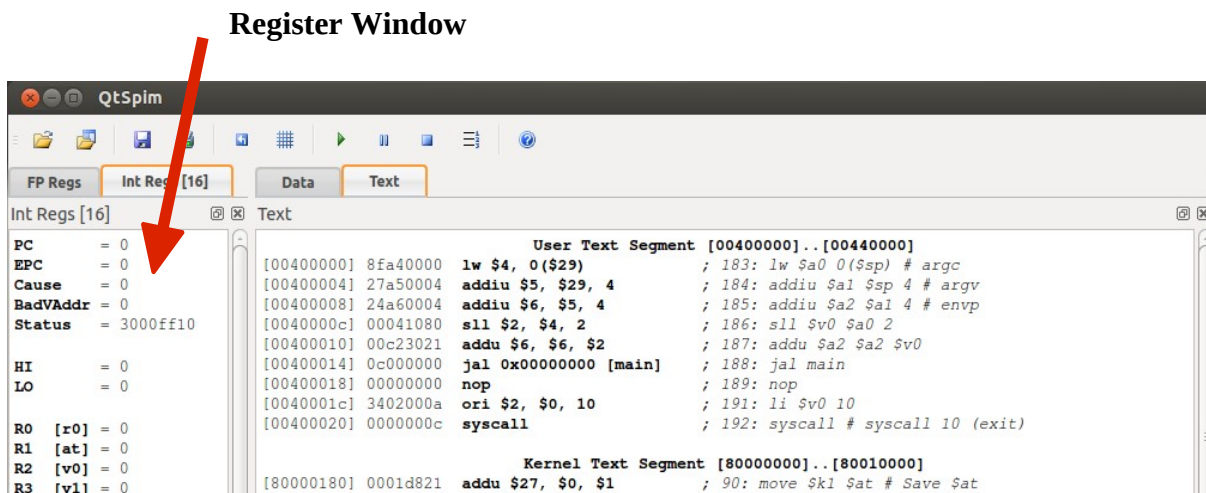 Register Window
QtSpim
FP Regs Int Regs [16] Data Text
Int Regs [16] Text
PC = 0
EPC = 0
Cause = 0
BadVAddr = 0
Status = 3000ff10
HI = 0
LO = 0
R0 [r0] = 0
R1 [at] = 0
R2 [v0] = 0
R3 [v1] = 0
User Text Segment [00400000]..[00440000]
[00400000] 8fa40000 lw $4, 0($29) ; 183: lw $a0 0($sp) # argc
[00400004] 27a50004 addiu $5, $29, 4 ; 184: addiu $a1 $sp 4 # argv
[00400008] 24a60004 addiu $6, $5, 4 ; 185: addiu $a2 $a1 4 # envp
[0040000c] 00041080 sll $2, $4, 2 ; 186: sll $v0 $a0 2
[00400010] 00c23021 addu $6, $6, $2 ; 187: addu $a2 $a2 $v0
[00400014] 0c000000 jal 0x00000000 [main] ; 188: jal main
[00400018] 00000000 nop ; 189: nop
[0040001c] 3402000a ori $2, $0, 10 ; 191: li $v0 10
[00400020] 0000000c syscall ; 192: syscall # syscall 10 (exit)
Kernel Text Segment [80000000]..[80010000]
[80000180] 0001d821 addu $27, $0, $1 ; 90: move $k1 $at # Save $at